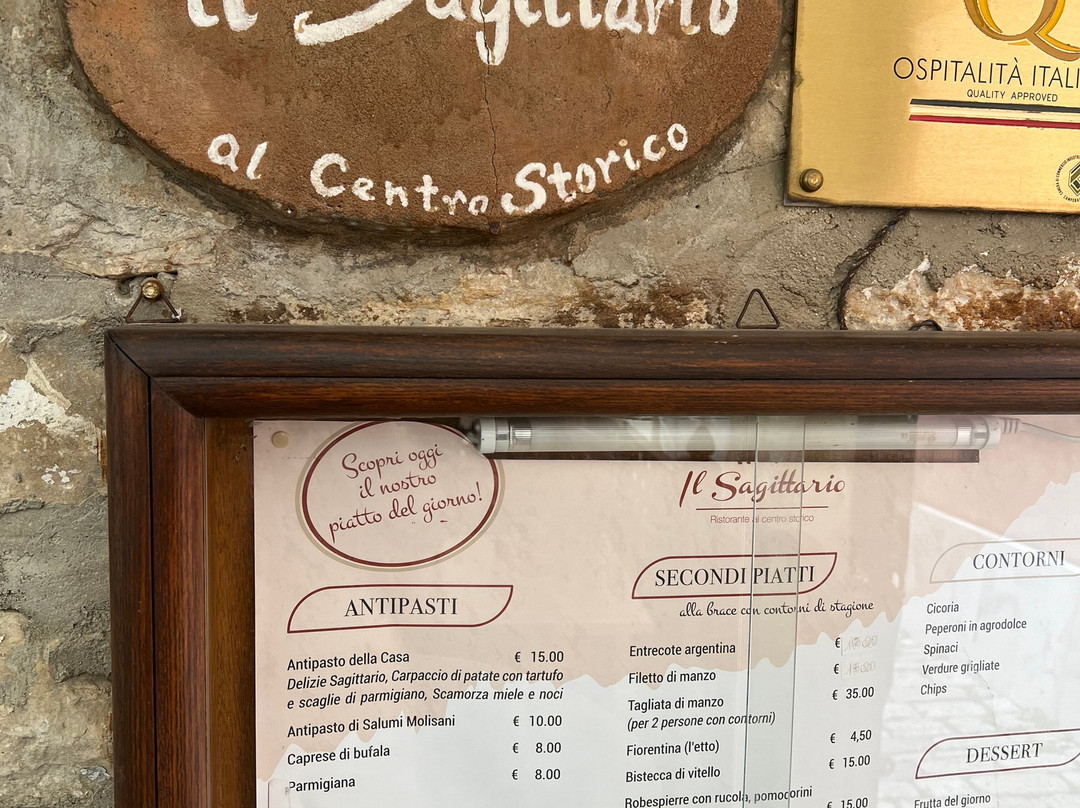 Il Sagittario
al Centro Storico
OSPITALITÀ
QUALITY APPROVED
Scopri oggi
il nostro
piatto del giorno!
Il Sagittario
Ristorante al centro storico
ANTIPASTI
Antipasto della Casa € 15.00
Delizie Sagittario, Carpaccio di patate con tartufo
e scaglie di parmigiano, Scamorza miele e noci
Antipasto di Salumi Molisani € 10.00
Caprese di bufala € 8.00
Parmigiana € 8.00
SECONDI PIATTI
alla brace con contorni di stagione
Entrecote argentina €
Filetto di manzo €
Tagliata di manzo € 35.00
(per 2 persone con contorni)
Fiorentina (l'etto) € 4,50
Bistecca di vitello € 15.00
Robespierre con rucola, pomodorini € 15.00
CONTORNI
Cicoria
Peperoni in agrodolce
Spinaci
Verdure grigliate
Chips
DESSERT
Frutta del giorno